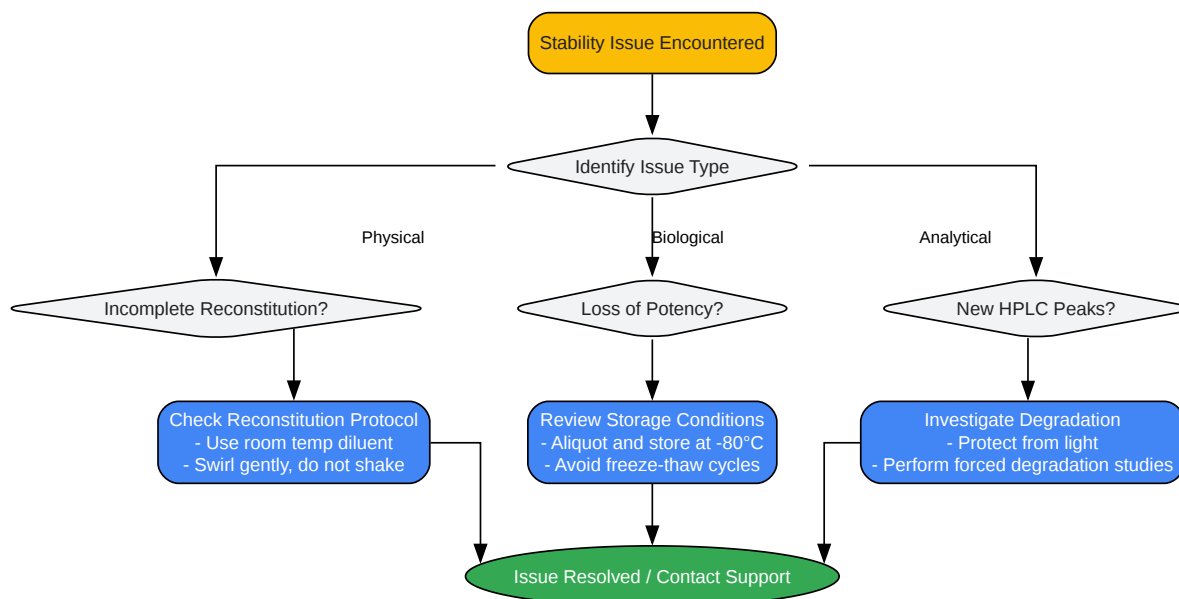 Stability Issue Encountered
Identify Issue Type
Physical
Biological
Analytical
Incomplete Reconstitution?
Loss of Potency?
New HPLC Peaks?
Check Reconstitution Protocol
- Use room temp diluent
- Swirl gently, do not shake
Review Storage Conditions
- Aliquot and store at -80°C
- Avoid freeze-thaw cycles
Investigate Degradation
- Protect from light
- Perform forced degradation studies
Issue Resolved / Contact Support